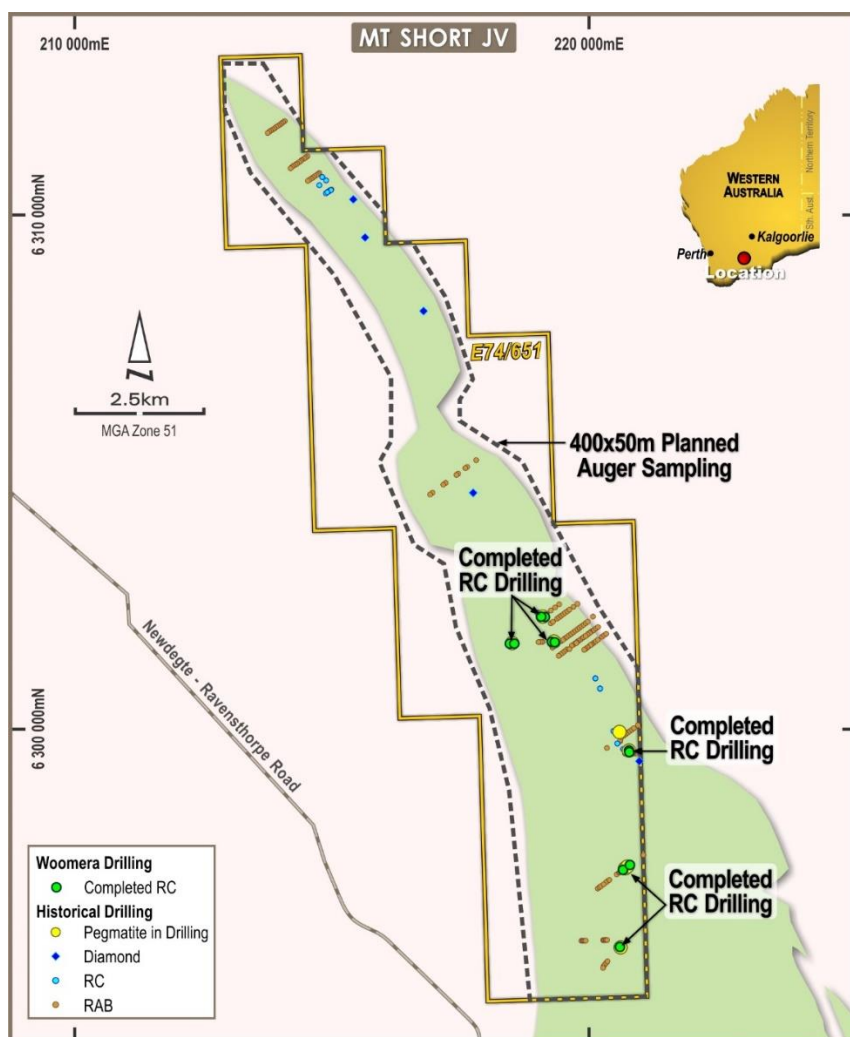 210 000mE
MT SHORT JV
220 000mE
WESTERN
AUSTRALIA
Northern Territory
Sth. Aust.
Kalgoorlie
Perth
Location
6 310 000mN
E74/651
N
2.5km
MGA Zone 51
400x50m Planned
Auger Sampling
Completed
RC Drilling
Newdegte - Ravensthorpe Road
6 300 000mN
Completed
RC Drilling
Completed
RC Drilling
Woomera Drilling
Completed RC
Historical Drilling
Pegmatite in Drilling
Diamond
RC
RAB